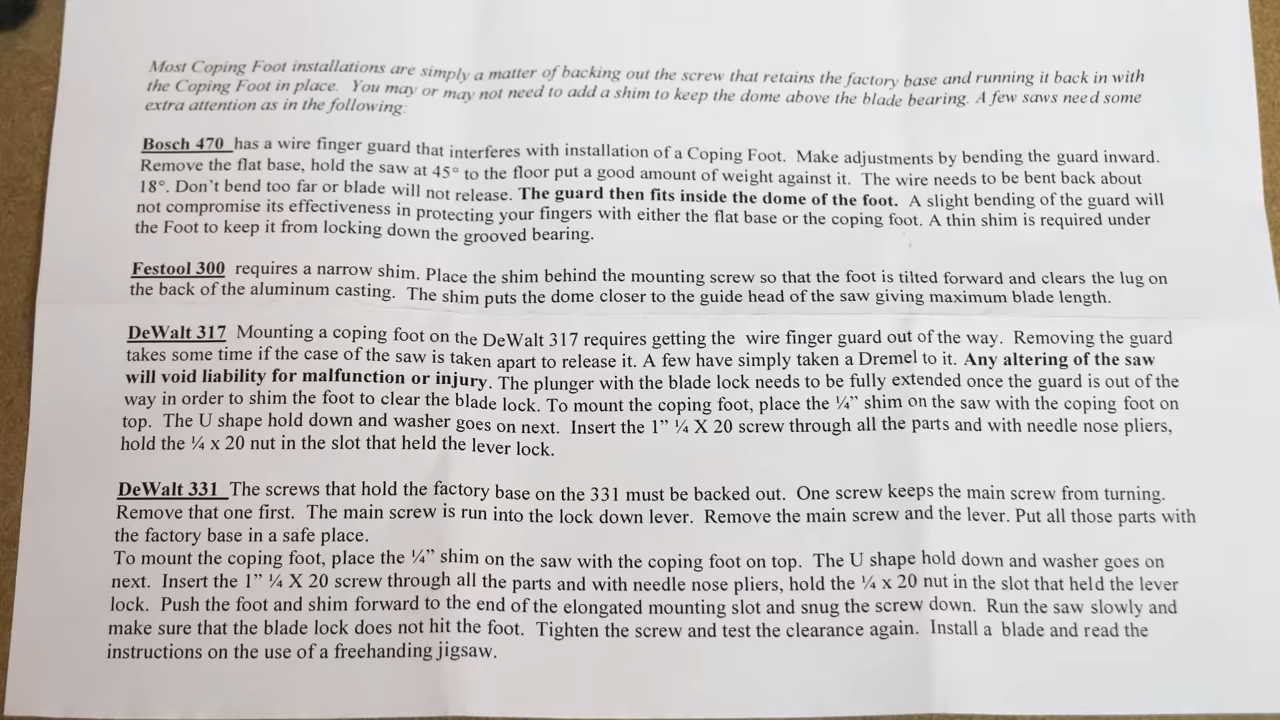 Most Coping Foot installations are simply a matter of backing out the screw that retains the factory base and running it back in with
the Coping Foot in place. You may or may not need to add a shim to keep the dome above the blade bearing. A few saws need some
extra attention as in the following:
Bosch 470 has a wire finger guard that interferes with installation of a Coping Foot. Make adjustments by bending the guard inward.
Remove the flat base, hold the saw at 45° to the floor put a good amount of weight against it. The wire needs to be bent back about
18°. Don't bend too far or blade will not release. The guard then fits inside the dome of the foot. A slight bending of the guard will
not compromise its effectiveness in protecting your fingers with either the flat base or the coping foot. A thin shim is required under
the Foot to keep it from locking down the grooved bearing.
Festool 300 requires a narrow shim. Place the shim behind the mounting screw so that the foot is tilted forward and clears the lug on
the back of the aluminum casting. The shim puts the dome closer to the guide head of the saw giving maximum blade length.
DeWalt 317 Mounting a coping foot on the DeWalt 317 requires getting the wire finger guard out of the way. Removing the guard
takes some time if the case of the saw is taken apart to release it. A few have simply taken a Dremel to it. Any altering of the saw
will void liability for malfunction or injury. The plunger with the blade lock needs to be fully extended once the guard is out of the
way in order to shim the foot to clear the blade lock. To mount the coping foot, place the ¼” shim on the saw with the coping foot on
top. The U shape hold down and washer goes on next. Insert the 1” ¼ X 20 screw through all the parts and with needle nose pliers,
hold the ¼ x 20 nut in the slot that held the lever lock.
DeWalt 331 The screws that hold the factory base on the 331 must be backed out. One screw keeps the main screw from turning.
Remove that one first. The main screw is run into the lock down lever. Remove the main screw and the lever. Put all those parts with
the factory base in a safe place.
To mount the coping foot, place the ¼” shim on the saw with the coping foot on top. The U shape hold down and washer goes on
next. Insert the 1” ¼ X 20 screw through all the parts and with needle nose pliers, hold the ¼ x 20 nut in the slot that held the lever
lock. Push the foot and shim forward to the end of the elongated mounting slot and snug the screw down. Run the saw slowly and
make sure that the blade lock does not hit the foot. Tighten the screw and test the clearance again. Install a blade and read the
instructions on the use of a freehanding jigsaw.